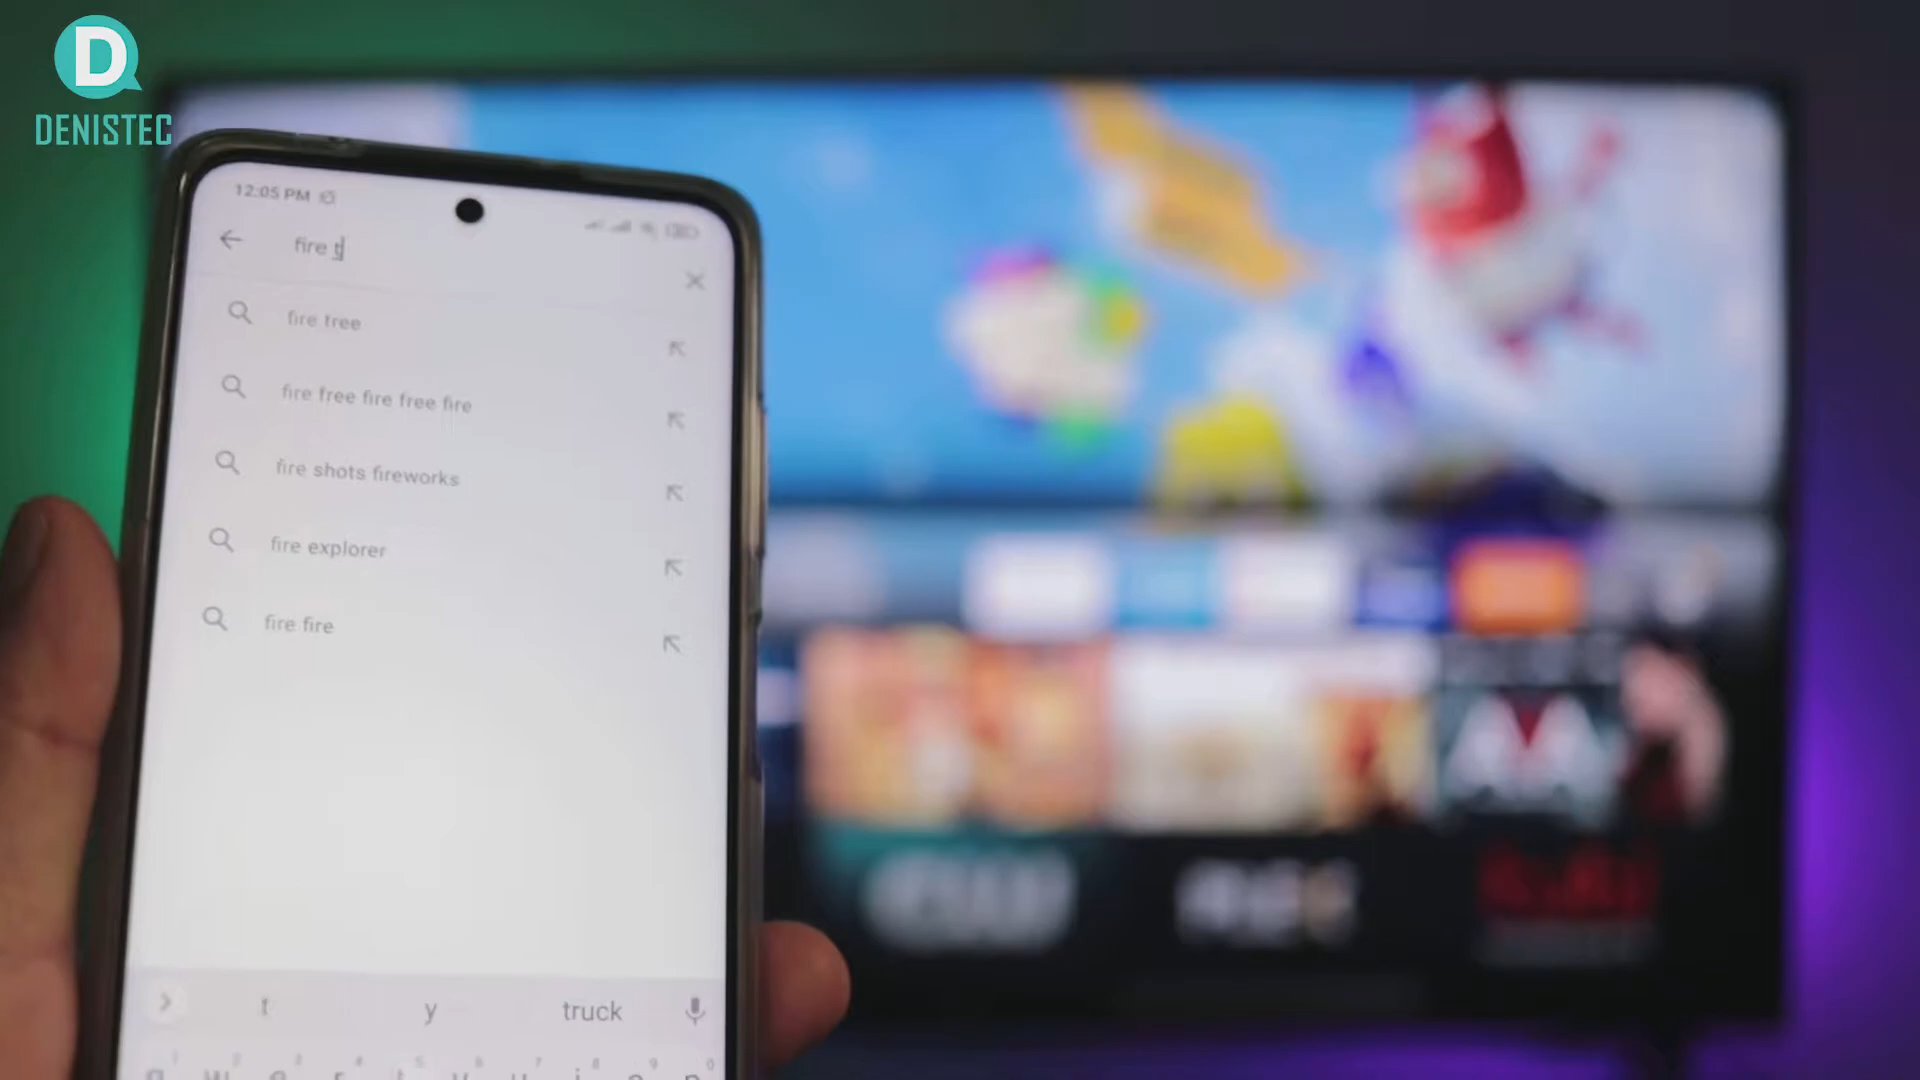 D
DENISTEC
12:05 PM
fire t
fire free
fire free fire free fire
fire shots fireworks
fire explorer
fire fire
t y truck